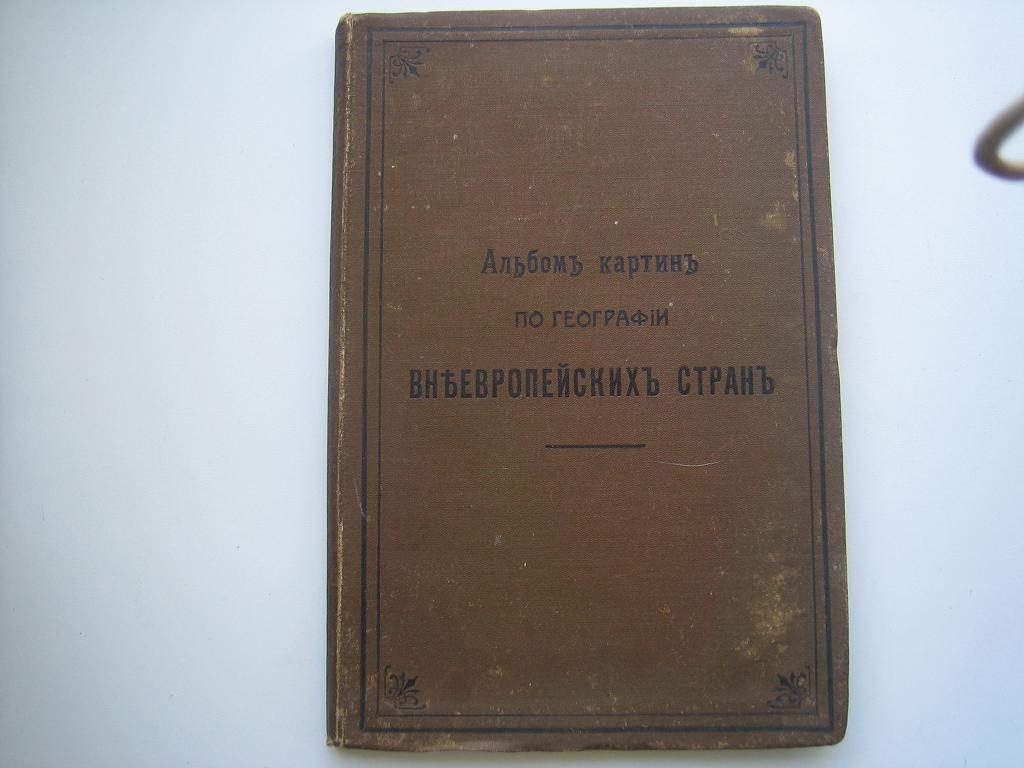 Альбомъ картинъ
ПО ГЕОГРАФІИ
ВНѢЕВРОПЕЙСКИХЪ СТРАНЪ